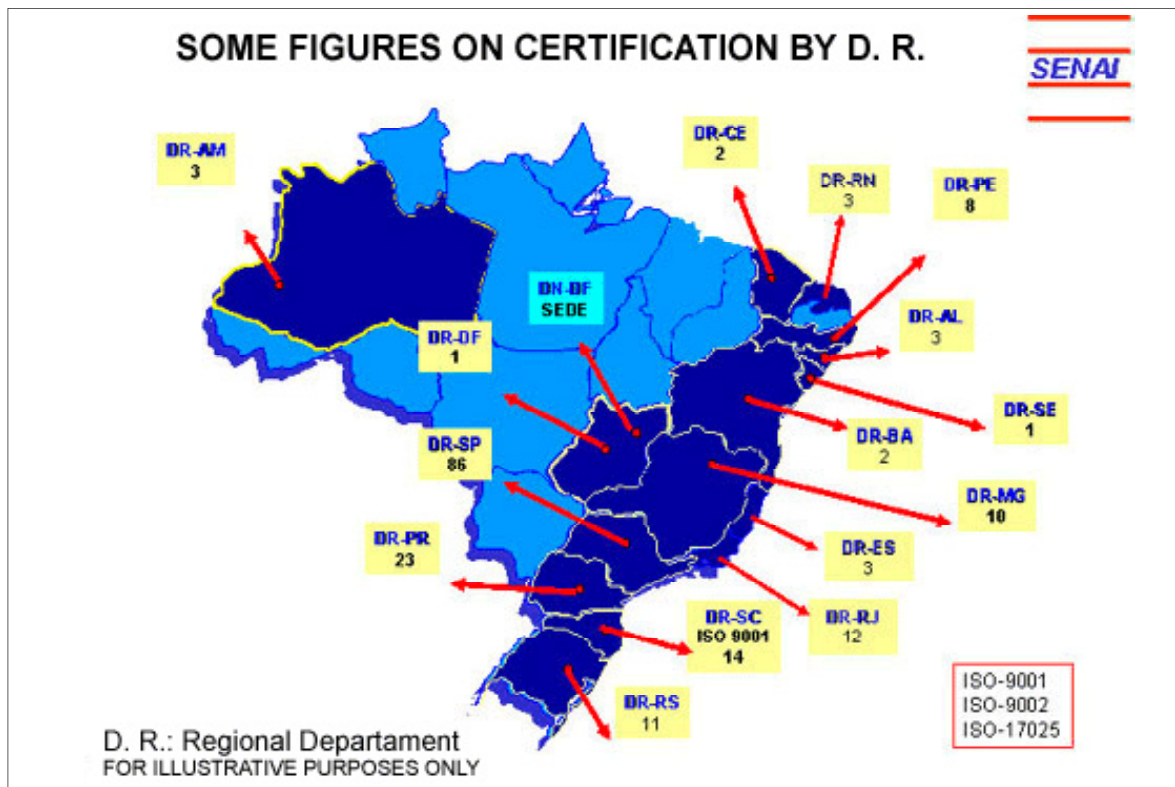 SOME FIGURES ON CERTIFICATION BY D. R.
SENAI
DR-AM
3
DR-CE
2
DR-RN
3
DR-PE
8
DN-DF
SEDE
DR-AL
3
DR-DF
1
DR-SE
1
DR-BA
2
DR-SP
86
DR-MG
10
DR-PR
23
DR-ES
3
DR-SC
ISO 9001
14
DR-RJ
12
DR-RS
11
ISO-9001
ISO-9002
ISO-17025
D. R.: Regional Departament
FOR ILLUSTRATIVE PURPOSES ONLY